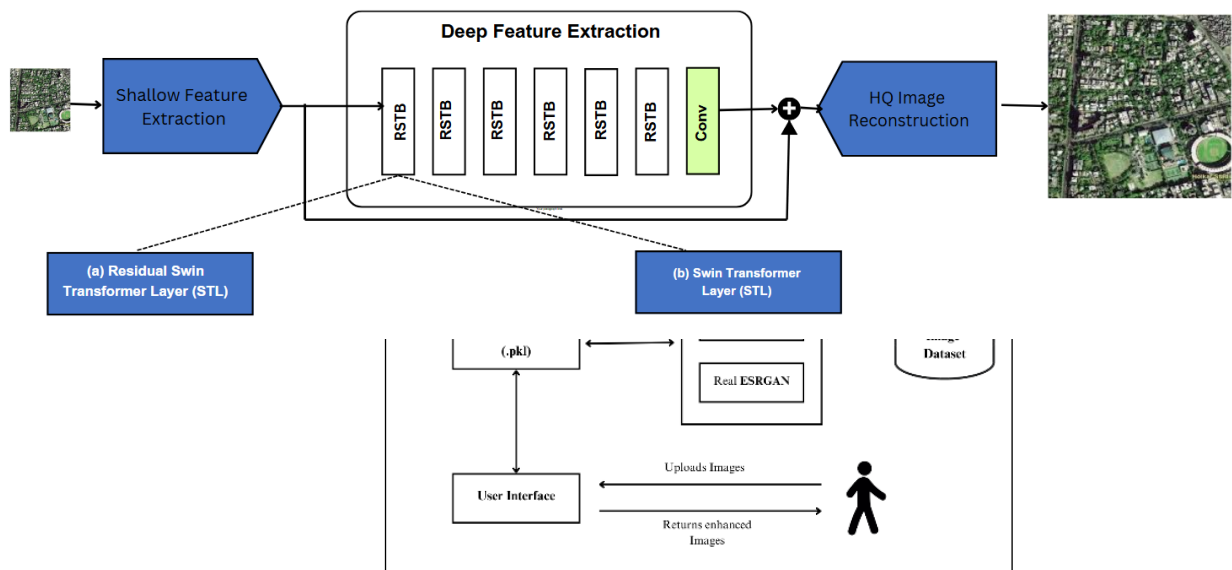 Deep Feature Extraction
Shallow Feature
Extraction
RSTB
RSTB
RSTB
RSTB
RSTB
RSTB
Conv
HQ Image
Reconstruction
(a) Residual Swin
Transformer Layer (STL)
(b) Swin Transformer
Layer (STL)
(.pkl)
Real ESRGAN
Image
Dataset
Uploads Images
User Interface
Returns enhanced
Images